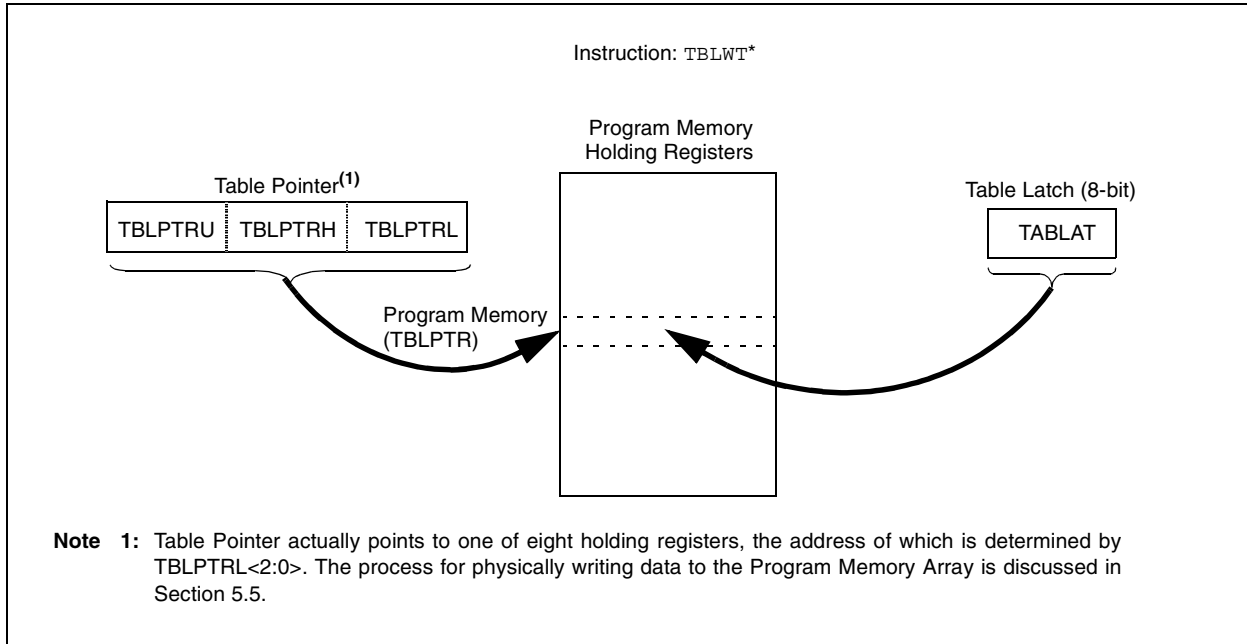 Instruction: TBLWT*
Program Memory
Holding Registers
Table Pointer(1)
Table Latch (8-bit)
TBLPTRU TBLPTRH TBLPTRL
TABLAT
Program Memory
(TBLPTR)
Note 1: Table Pointer actually points to one of eight holding registers, the address of which is determined by
TBLPTRL<2:0>. The process for physically writing data to the Program Memory Array is discussed in
Section 5.5.